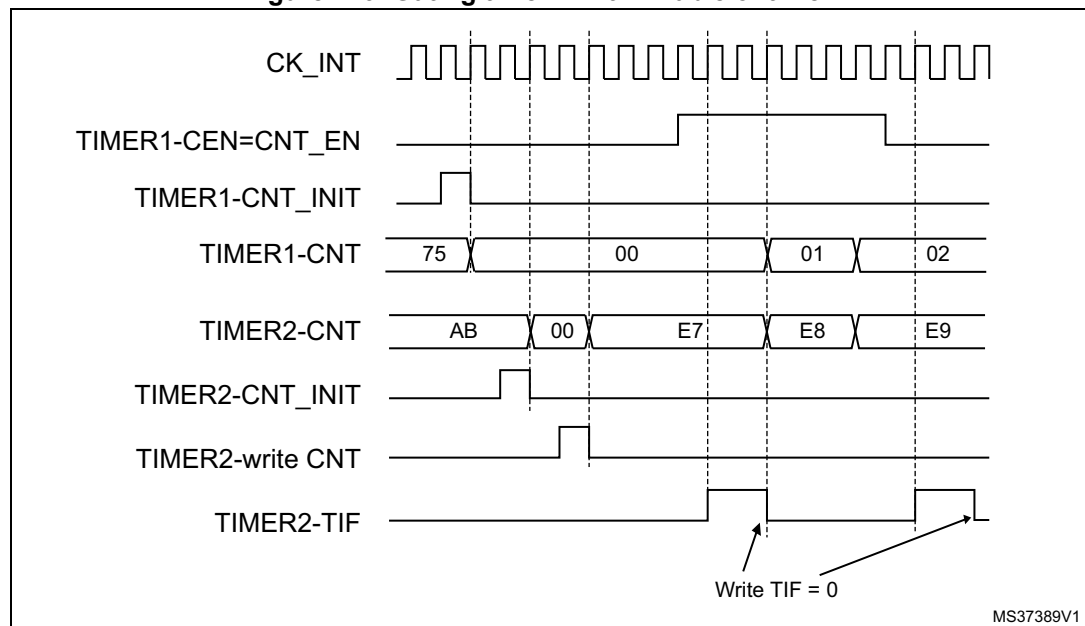 CK_INT
TIMER1-CEN=CNT_EN
TIMER1-CNT_INIT
TIMER1-CNT
75
00
01
02
TIMER2-CNT
AB
00
E7
E8
E9
TIMER2-CNT_INIT
TIMER2-write CNT
TIMER2-TIF
Write TIF = 0
MS37389V1